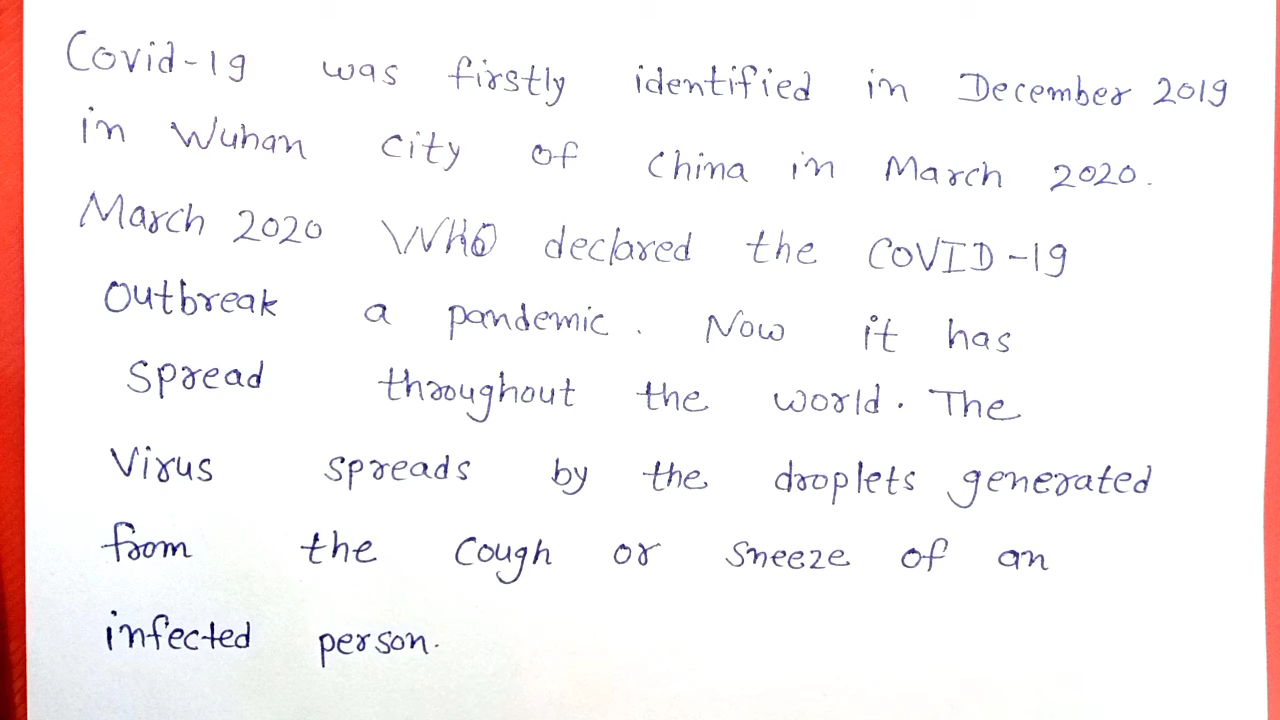 Covid-19 was firstly identified in December 2019
in Wuhan city of China in March 2020.
March 2020 WHO declared the COVID-19
Outbreak a pandemic. Now it has
spread throughout the world. The
Virus spreads by the droplets generated
from the cough or sneeze of an
infected person.